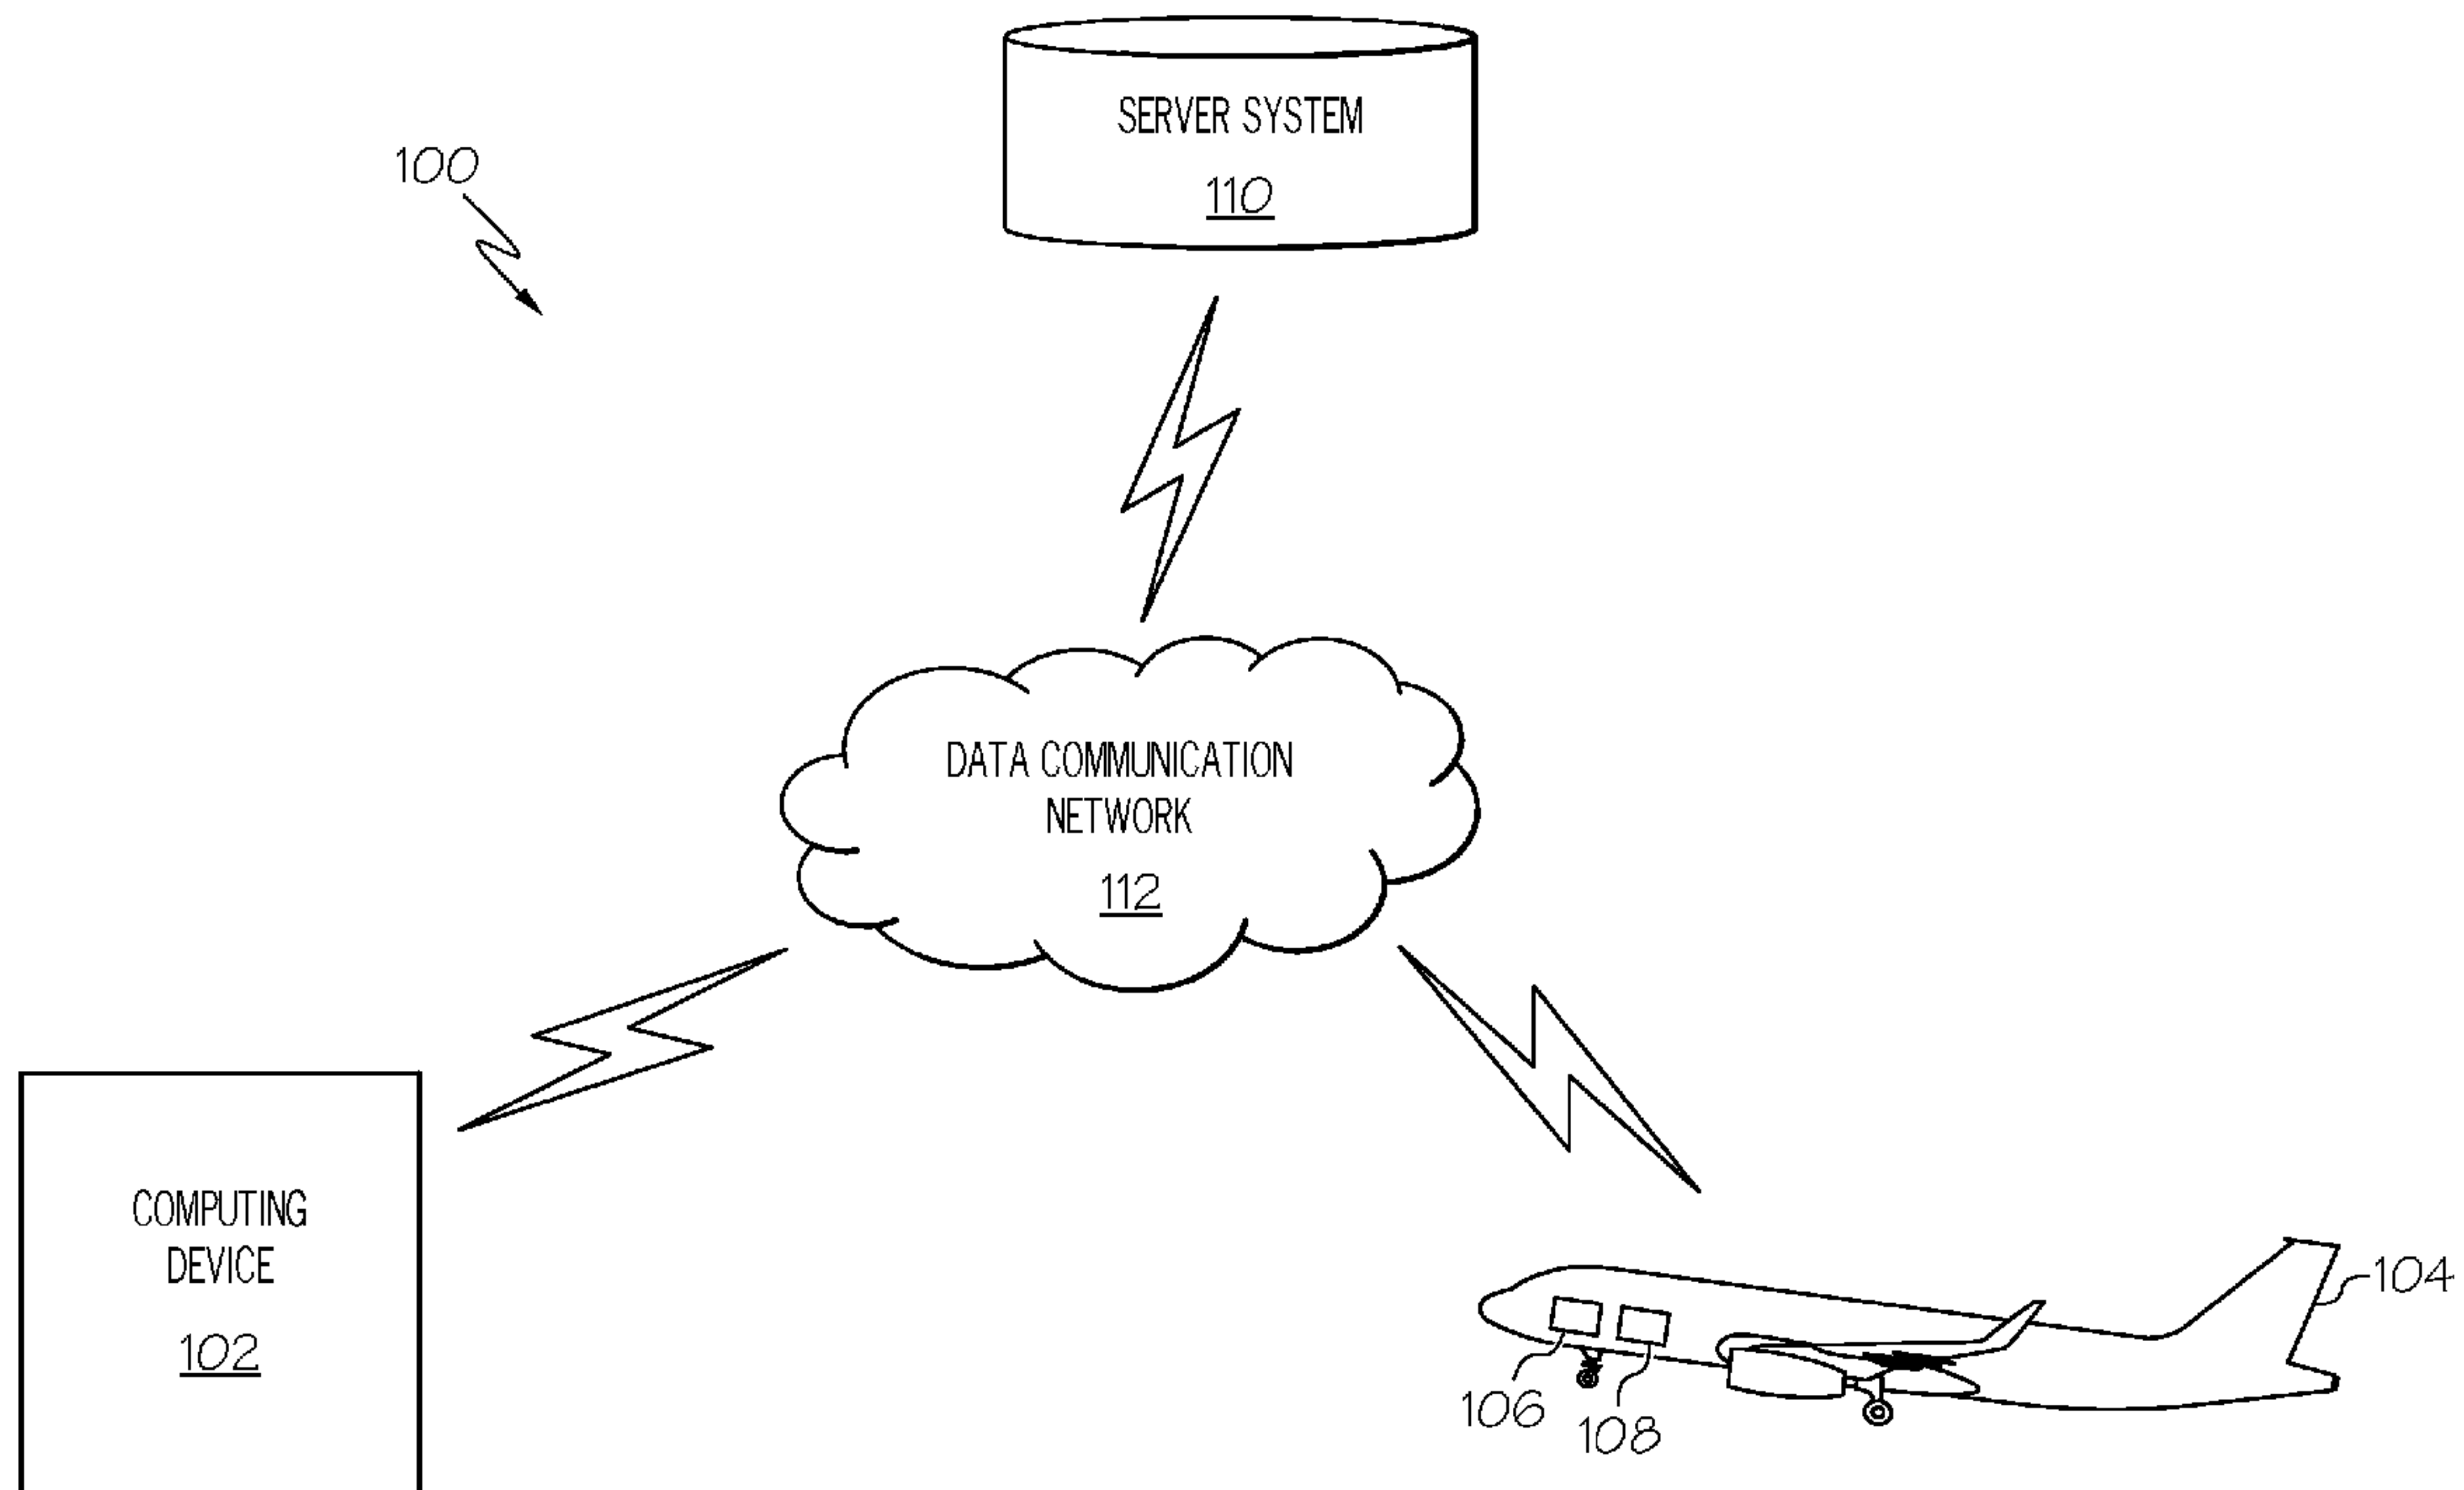 SERVER SYSTEM
110
100
DATA COMMUNICATION
NETWORK
112
COMPUTING
DEVICE
102
104
106
108